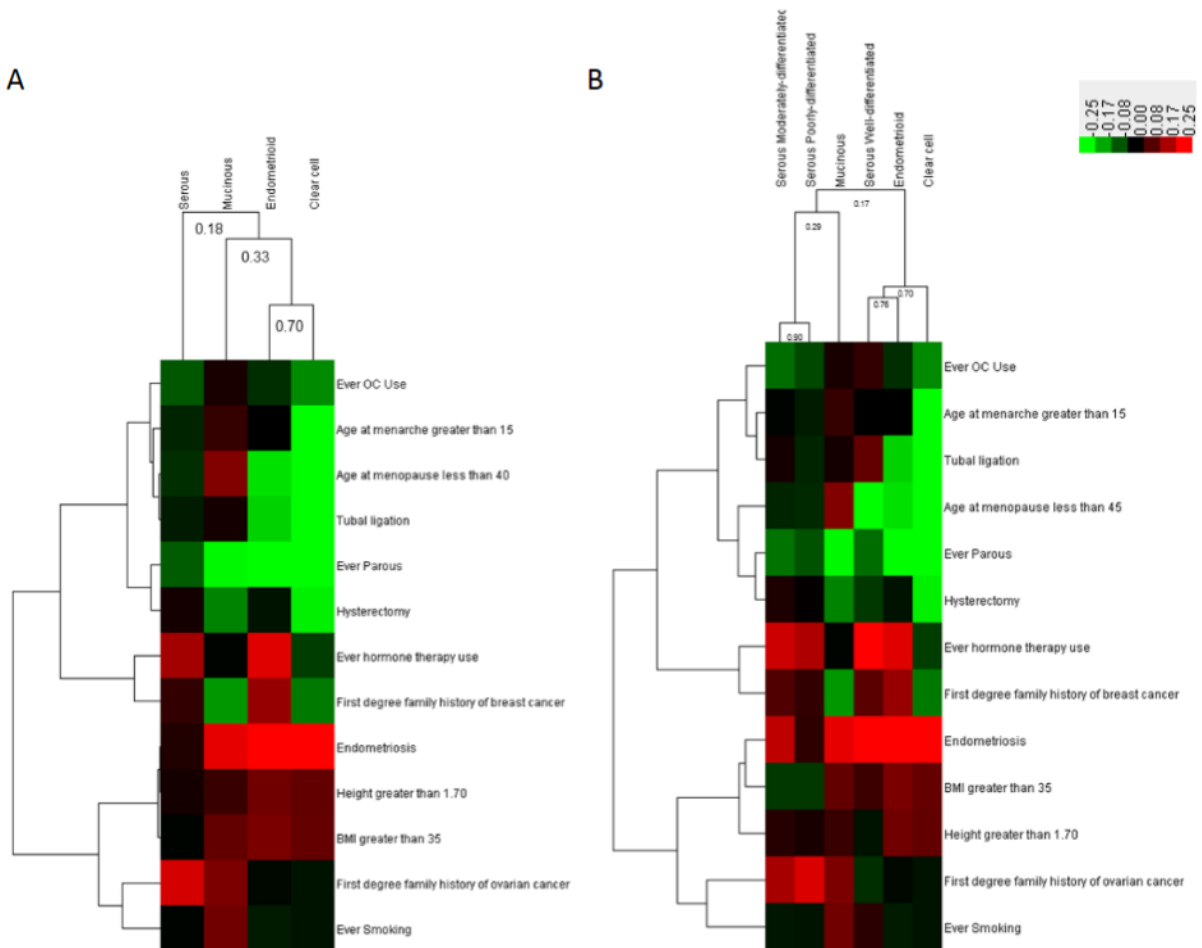 A
Serous
Mucinous
Endometrioid
Clear cell
0.18
0.33
0.70
Ever OC Use
Age at menarche greater than 15
Age at menopause less than 40
Tubal ligation
Ever Parous
Hysterectomy
Ever hormone therapy use
First degree family history of breast cancer
Endometriosis
Height greater than 1.70
BMI greater than 35
First degree family history of ovarian cancer
Ever Smoking
B
Serous Moderately-differentiated
Serous Poorly-differentiated
Mucinous
Serous Well-differentiated
Endometrioid
Clear cell
0.17
0.29
0.70
0.76
0.90
Ever OC Use
Age at menarche greater than 15
Tubal ligation
Age at menopause less than 45
Ever Parous
Hysterectomy
Ever hormone therapy use
First degree family history of breast cancer
Endometriosis
BMI greater than 35
Height greater than 1.70
First degree family history of ovarian cancer
Ever Smoking
-0.25
-0.17
-0.08
0.00
0.08
0.17
0.25